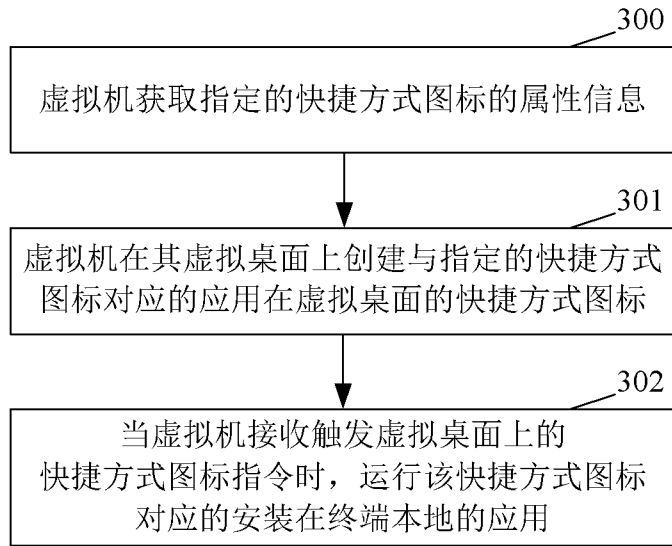 300
虚拟机获取指定的快捷方式图标的属性信息
301
虚拟机在其虚拟桌面上创建与指定的快捷方式
图标对应的应用在虚拟桌面的快捷方式图标
302
当虚拟机接收触发虚拟桌面上的
快捷方式图标指令时，运行该快捷方式图标
对应的安装在终端本地的应用